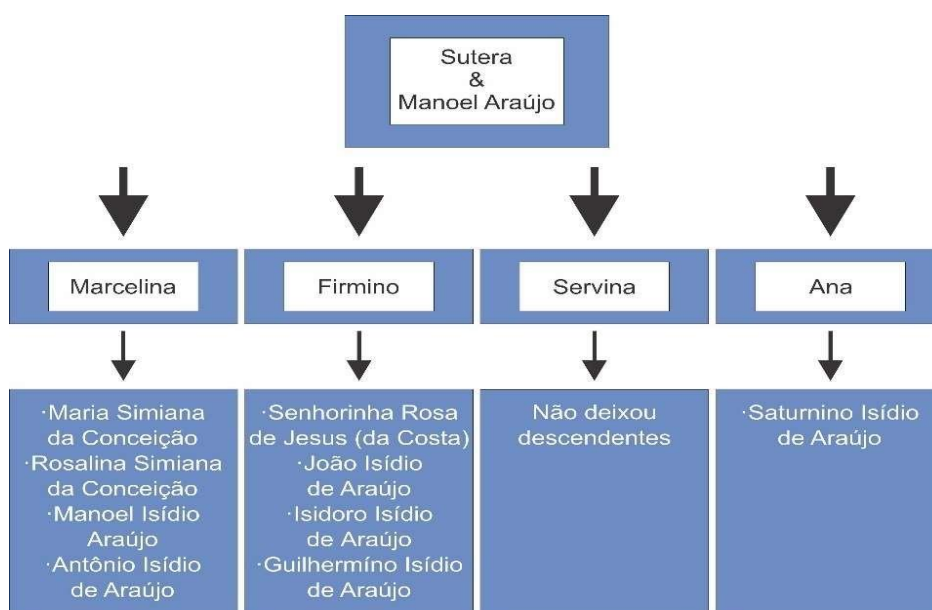 Sutera
&
Manoel Araújo
Marcelina
Firmino
Servina
Ana
·Maria Simiana
da Conceição
·Rosalina Simiana
da Conceição
·Manoel Isídio
Araújo
·Antônio Isídio
de Araújo
·Senhorinha Rosa
de Jesus (da Costa)
·João Isídio
de Araújo
·Isidoro Isídio
de Araújo
·Guilhermíno Isídio
de Araújo
Não deixou
descendentes
·Saturnino Isídio
de Araújo